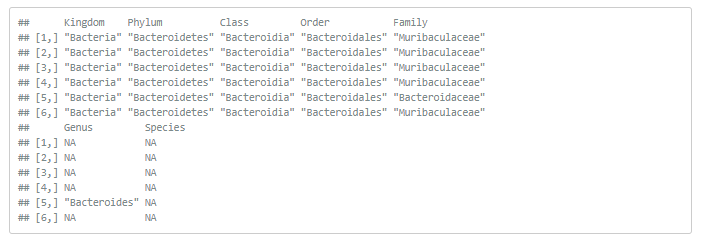 ##      Kingdom    Phylum          Class         Order           Family
## [1,] "Bacteria" "Bacteroidetes" "Bacteroidia" "Bacteroidales" "Muribaculaceae"
## [2,] "Bacteria" "Bacteroidetes" "Bacteroidia" "Bacteroidales" "Muribaculaceae"
## [3,] "Bacteria" "Bacteroidetes" "Bacteroidia" "Bacteroidales" "Muribaculaceae"
## [4,] "Bacteria" "Bacteroidetes" "Bacteroidia" "Bacteroidales" "Muribaculaceae"
## [5,] "Bacteria" "Bacteroidetes" "Bacteroidia" "Bacteroidales" "Bacteroidaceae"
## [6,] "Bacteria" "Bacteroidetes" "Bacteroidia" "Bacteroidales" "Muribaculaceae"
##      Genus         Species
## [1,] NA            NA
## [2,] NA            NA
## [3,] NA            NA
## [4,] NA            NA
## [5,] "Bacteroides" NA
## [6,] NA            NA